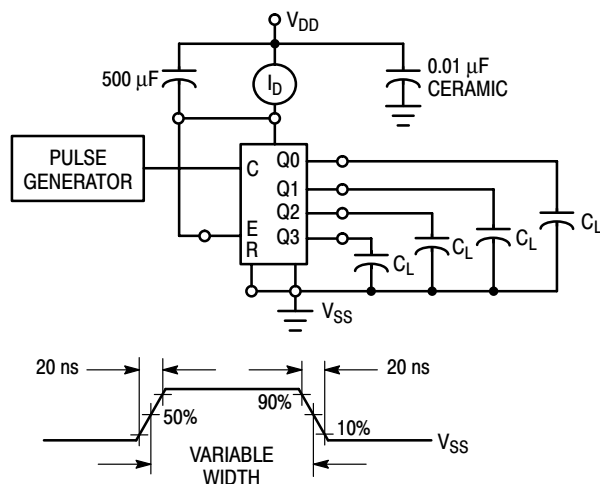 V_DD
500 µF
I_D
0.01 µF
CERAMIC
PULSE
GENERATOR
C
Q0
Q1
Q2
E
Q3
R
C_L
C_L
C_L
C_L
V_SS
20 ns
20 ns
50%
90%
10%
V_SS
VARIABLE
WIDTH